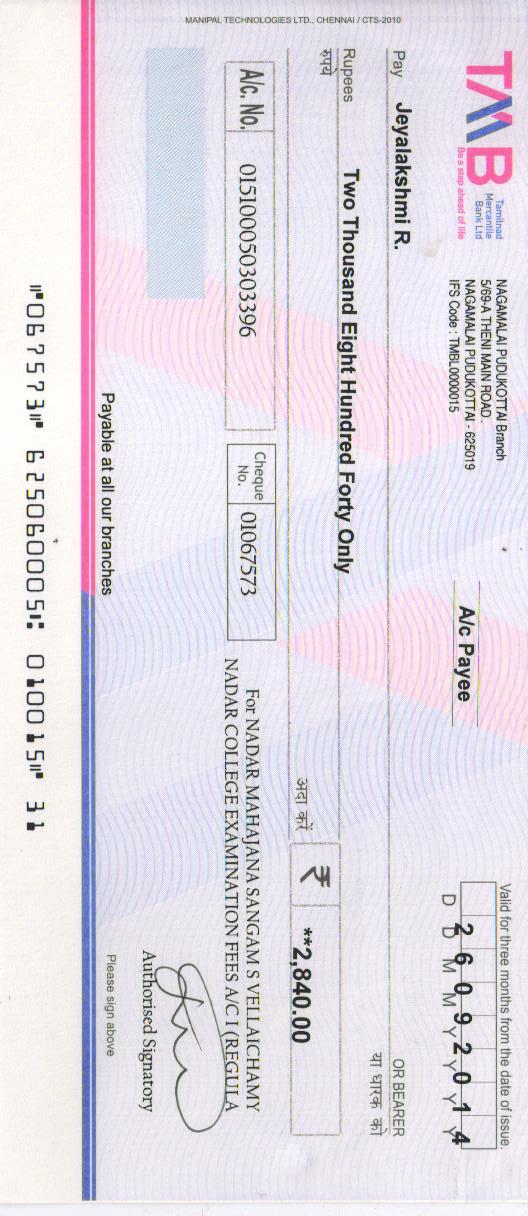 MANIPAL TECHNOLOGIES LTD., CHENNAI / CTS-2010
TMB
Tamilnad
Mercantile
Bank Ltd
Be a step ahead of life
NAGAMALAI PUDUKOTTAI Branch
5/69-A THENI MAIN ROAD.
NAGAMALAI PUDUKOTTAI - 625019
IFS Code : TMBL0000015
A/c Payee
Valid for three months from the date of issue.
2 6 0 9 2 0 1 4
D D M M Y Y Y Y
Pay Jeyalakshmi R. OR BEARER
या धारक को
Rupees Two Thousand Eight Hundred Forty Only
रुपये
अदा करें ₹ **2,840.00
A/c. No. 015100050303396 Cheque No. 01067573
For NADAR MAHAJANA SANGAM S VELLAICHAMY
NADAR COLLEGE EXAMINATION FEES A/C I (REGULA
Authorised Signatory
Please sign above
Payable at all our branches
⑈067573⑈ 625060005⑆ 010015⑈ 31